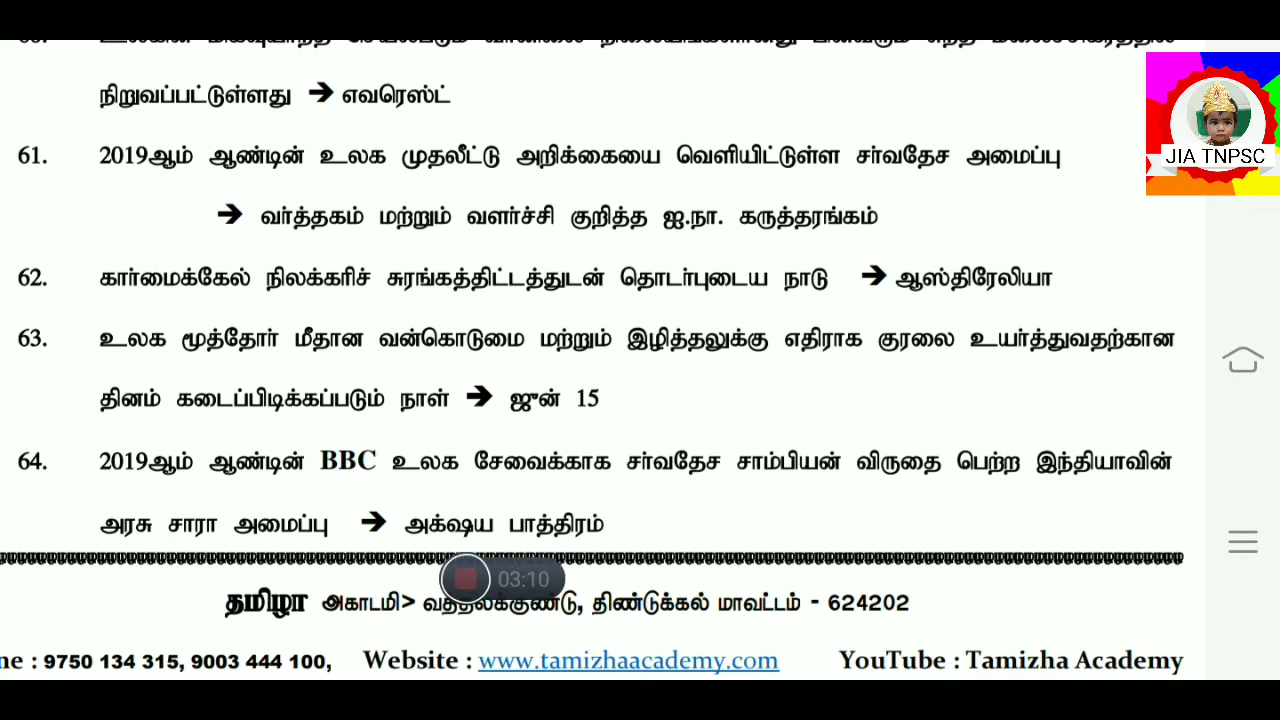 நிறுவப்பட்டுள்ளது ➔ எவரெஸ்ட்
JIA TNPSC
61. 2019ஆம் ஆண்டின் உலக முதலீட்டு அறிக்கையை வெளியிட்டுள்ள சர்வதேச அமைப்பு
➔ வர்த்தகம் மற்றும் வளர்ச்சி குறித்த ஐ.நா. கருத்தரங்கம்
62. கார்மைக்கேல் நிலக்கரிச் சுரங்கத்திட்டத்துடன் தொடர்புடைய நாடு ➔ ஆஸ்திரேலியா
63. உலக மூத்தோர் மீதான வன்கொடுமை மற்றும் இழித்தலுக்கு எதிராக குரலை உயர்த்துவதற்கான
தினம் கடைப்பிடிக்கப்படும் நாள் ➔ ஜுன் 15
64. 2019ஆம் ஆண்டின் BBC உலக சேவைக்காக சர்வதேச சாம்பியன் விருதை பெற்ற இந்தியாவின்
அரசு சாரா அமைப்பு ➔ அக்ஷய பாத்திரம்
03:10
தமிழா அகாடமி> வத்தலக்குண்டு, திண்டுக்கல் மாவட்டம் - 624202
ne : 9750 134 315, 9003 444 100, Website : www.tamizhaacademy.com YouTube : Tamizha Academy